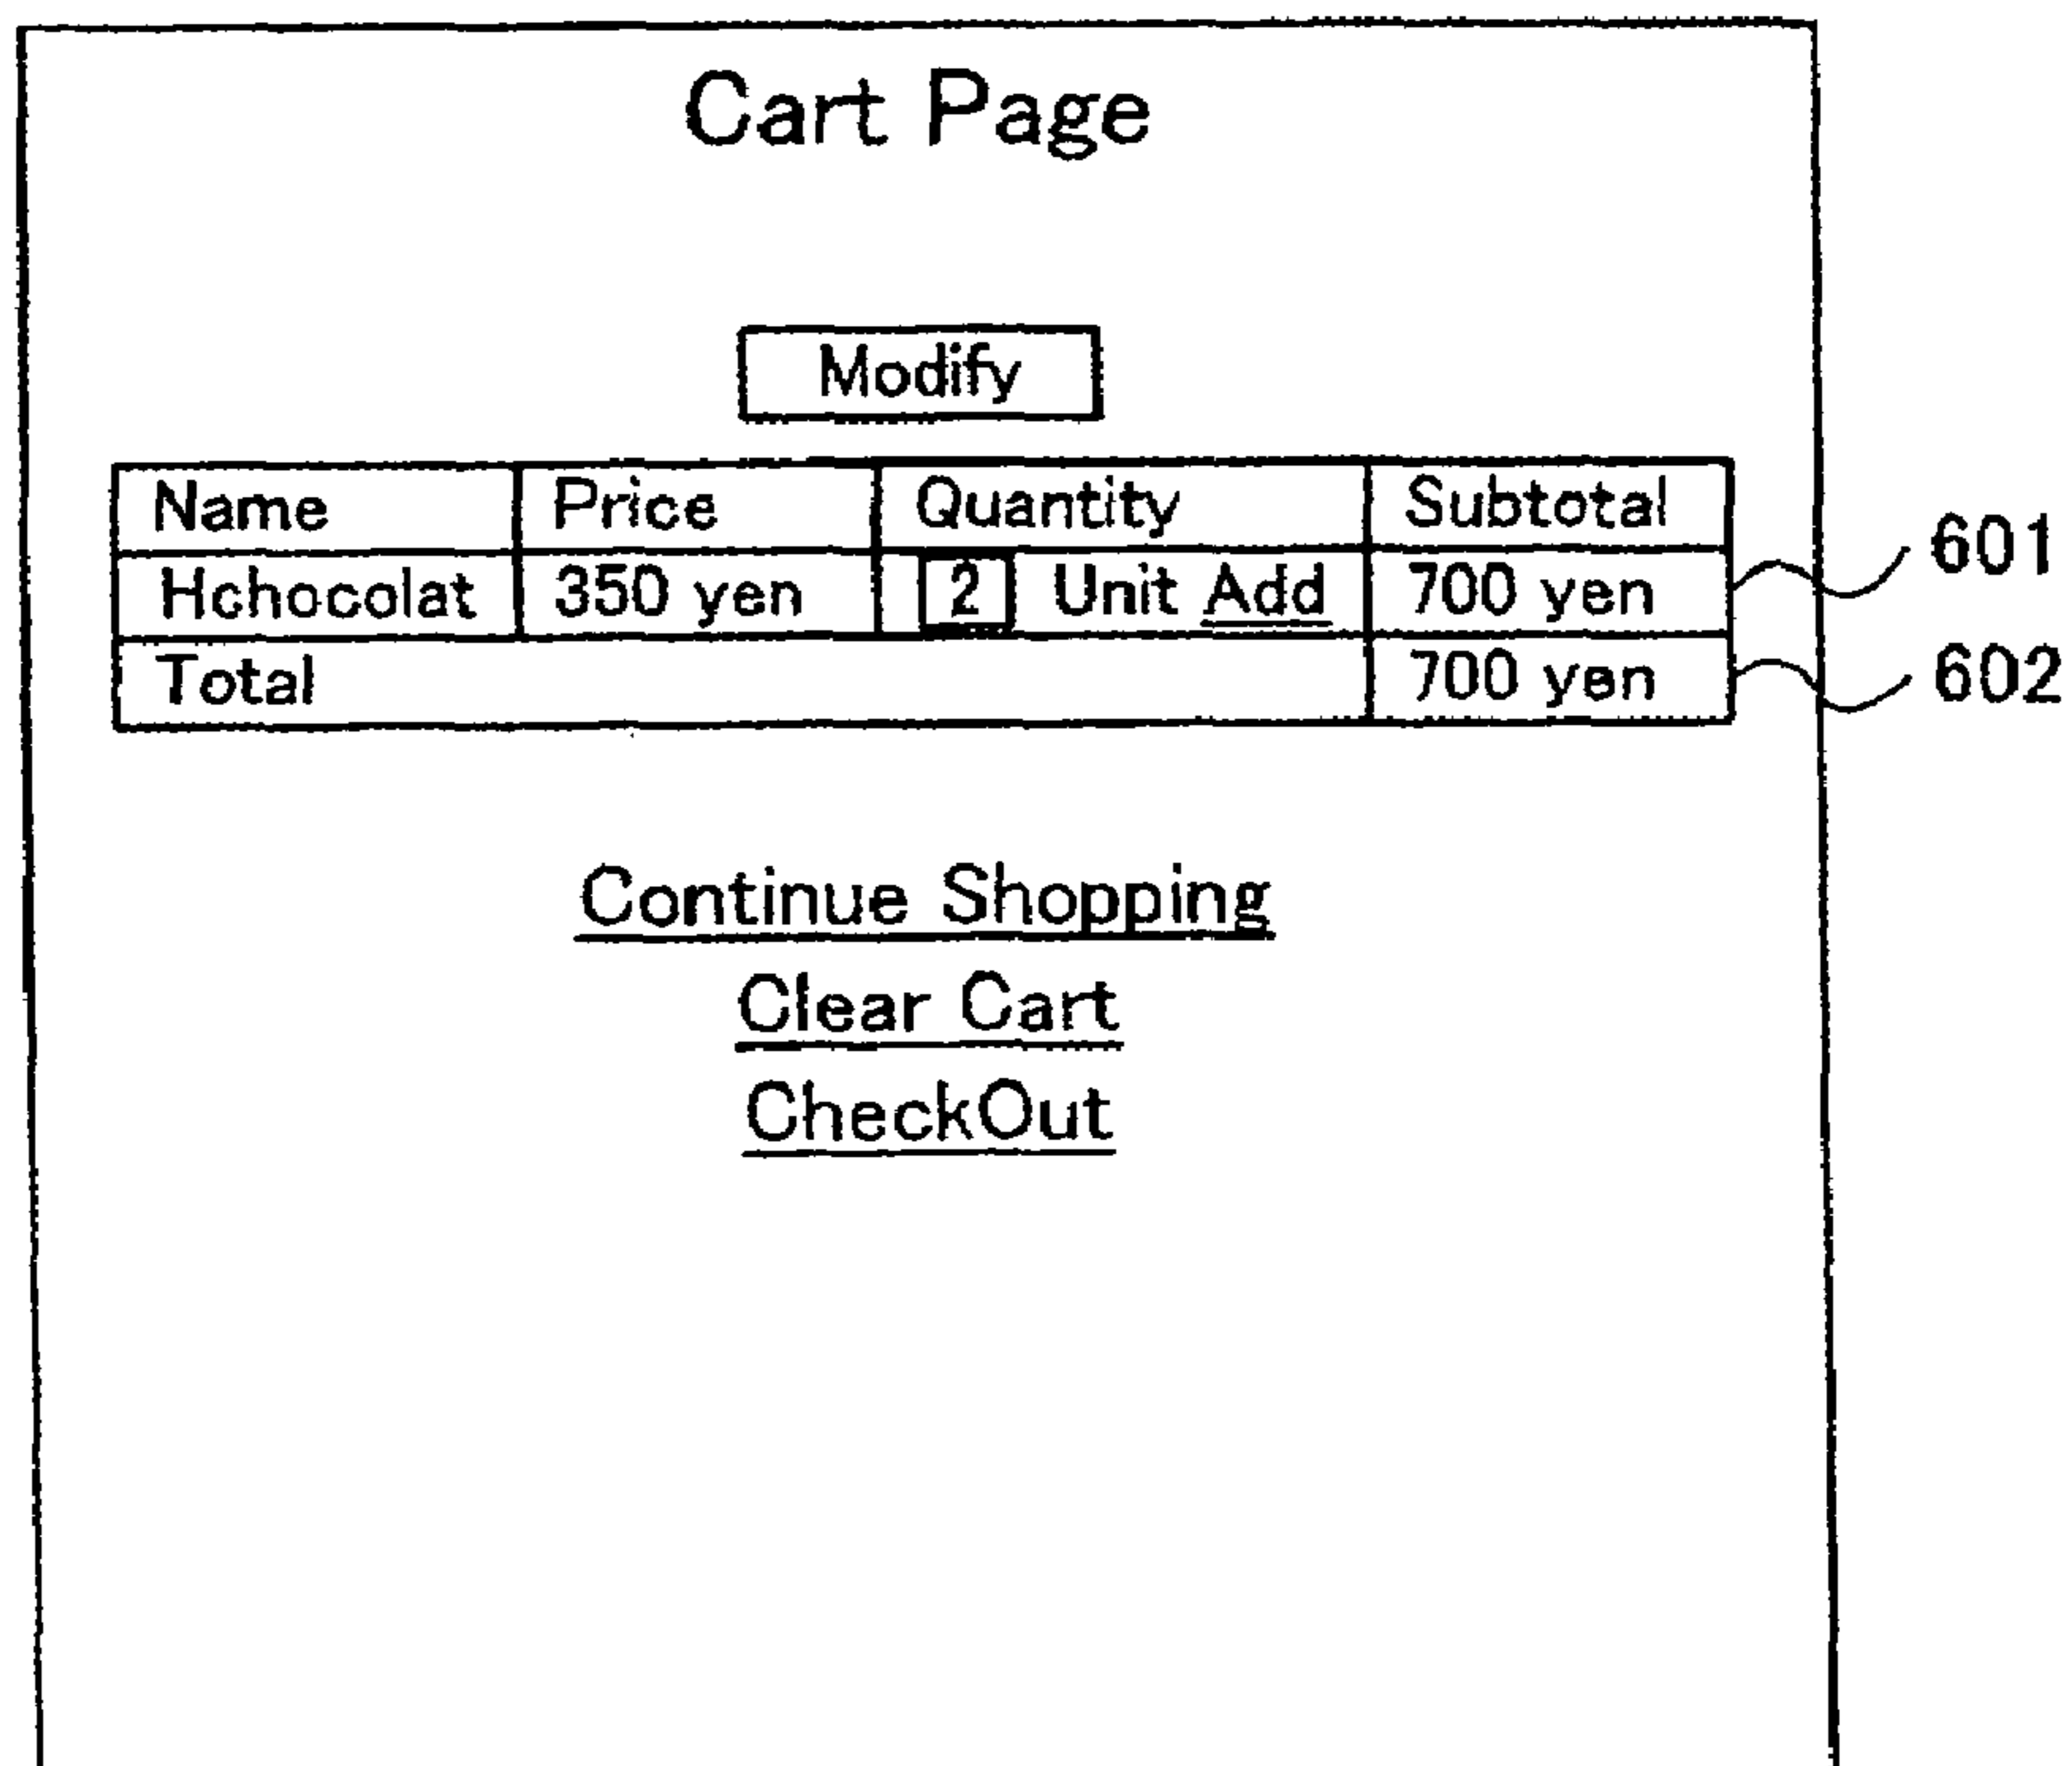 Cart Page
Modify
Name Price Quantity Subtotal
Hchocolat 350 yen 2 Unit Add 700 yen 601
Total 700 yen 602
Continue Shopping
Clear Cart
CheckOut